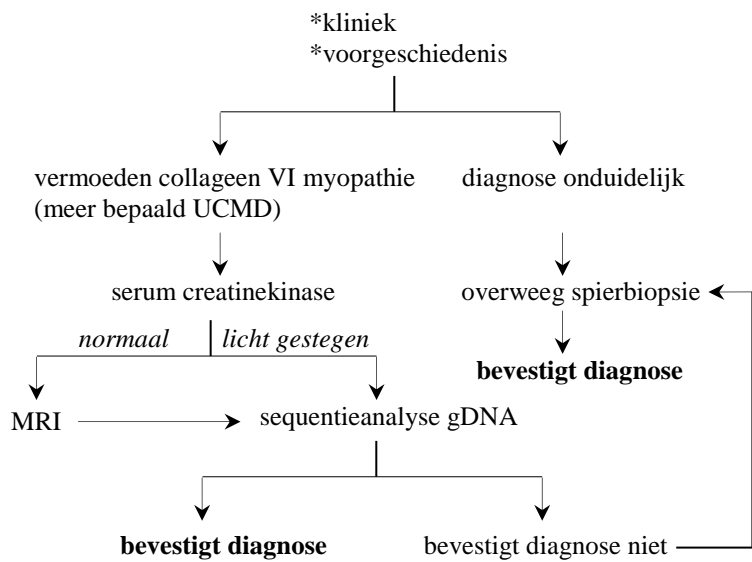 *kliniek
*voorgeschiedenis
vermoeden collageen VI myopathie
(meer bepaald UCMD)
diagnose onduidelijk
serum creatinekinase
overweeg spierbiopsie
normaal
licht gestegen
bevestigt diagnose
MRI
sequentieanalyse gDNA
bevestigt diagnose
bevestigt diagnose niet